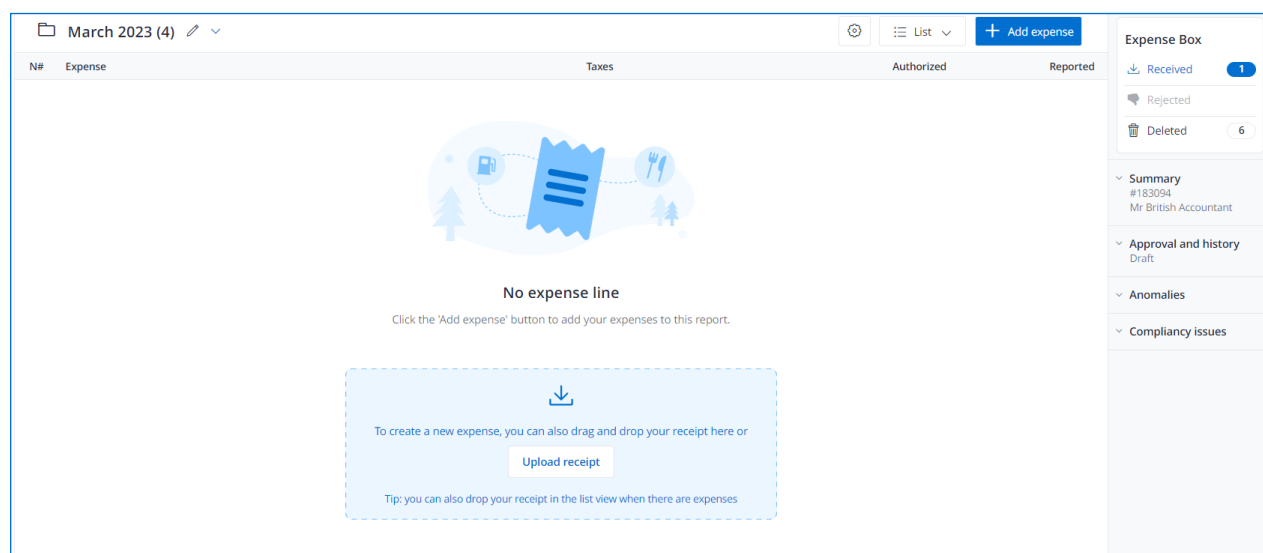 March 2023 (4)
List
Add expense
N# Expense Taxes Authorized Reported
No expense line
Click the 'Add expense' button to add your expenses to this report.
To create a new expense, you can also drag and drop your receipt here or
Upload receipt
Tip: you can also drop your receipt in the list view when there are expenses
Expense Box
Received 1
Rejected
Deleted 6
Summary
#183094
Mr British Accountant
Approval and history
Draft
Anomalies
Compliancy issues